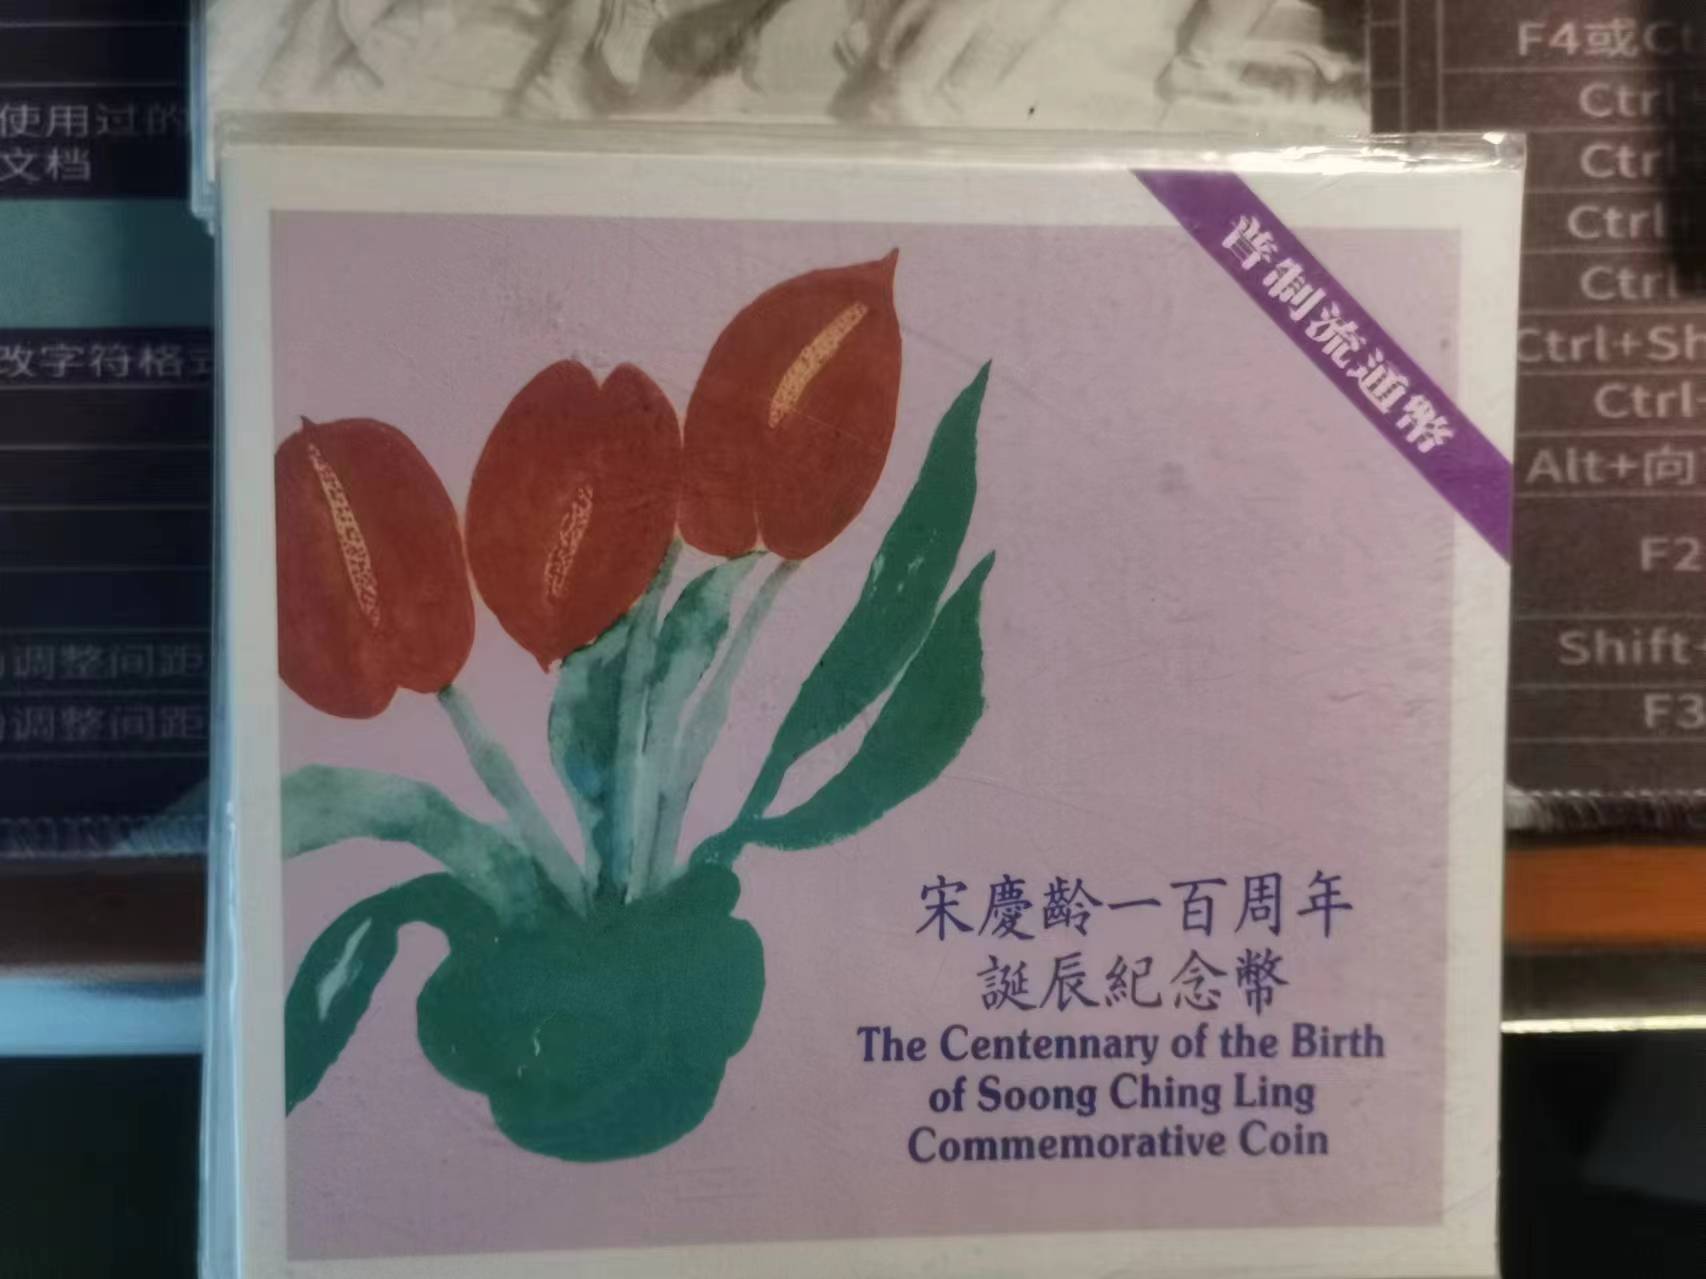 普制流通幣
宋慶齡一百周年
誕辰紀念幣
The Centennary of the Birth
of Soong Ching Ling
Commemorative Coin
使用过的
文档
改字符格式
调整间距
调整间距
F4或Ct
Ctrl
Ctrl
Ctrl
Ctrl
Ctrl+Sh
Ctrl
Alt+向
F2
Shift
F3